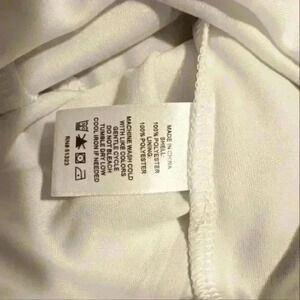 MADE IN CHINA
SHELL:
100% POLYESTER
LINING:
100% POLYESTER
MACHINE WASH COLD
WITH LIKE COLORS
GENTLE CYCLE
DO NOT BLEACH
TUMBLE DRY LOW
COOL IRON IF NEEDED